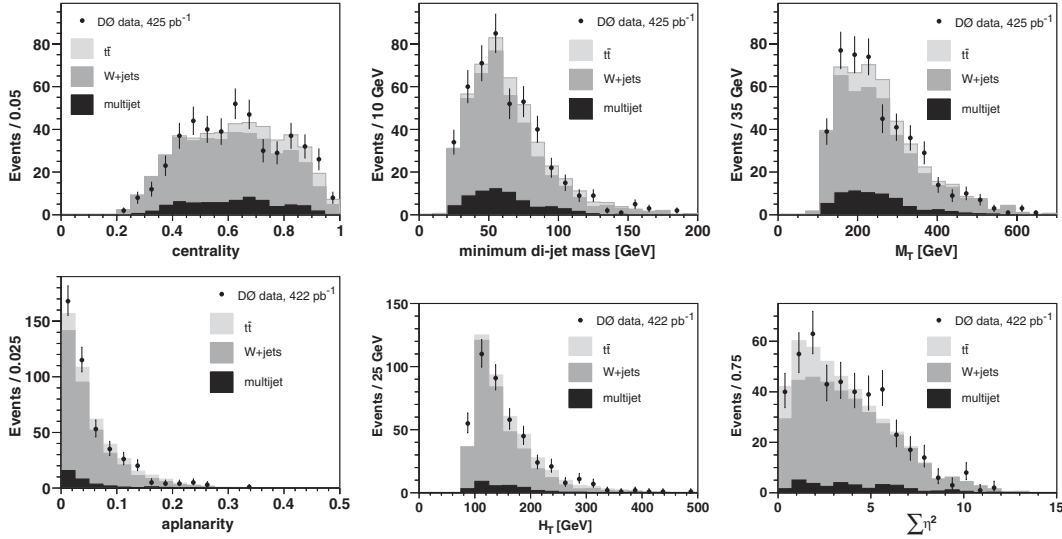 DØ data, 425 pb⁻¹
tt̄
W+jets
multijet
Events / 0.05
80
60
40
20
0
0 0.2 0.4 0.6 0.8 1
centrality
DØ data, 425 pb⁻¹
tt̄
W+jets
multijet
Events / 10 GeV
80
60
40
20
0
0 50 100 150 200
minimum di-jet mass [GeV]
DØ data, 425 pb⁻¹
tt̄
W+jets
multijet
Events / 35 GeV
80
60
40
20
0
0 200 400 600
M_T [GeV]
DØ data, 422 pb⁻¹
tt̄
W+jets
multijet
Events / 0.025
150
100
50
0
0 0.1 0.2 0.3 0.4 0.5
aplanarity
DØ data, 422 pb⁻¹
tt̄
W+jets
multijet
Events / 25 GeV
150
100
50
0
0 100 200 300 400 500
H_T [GeV]
DØ data, 422 pb⁻¹
tt̄
W+jets
multijet
Events / 0.75
60
40
20
0
0 5 10 15
∑η²